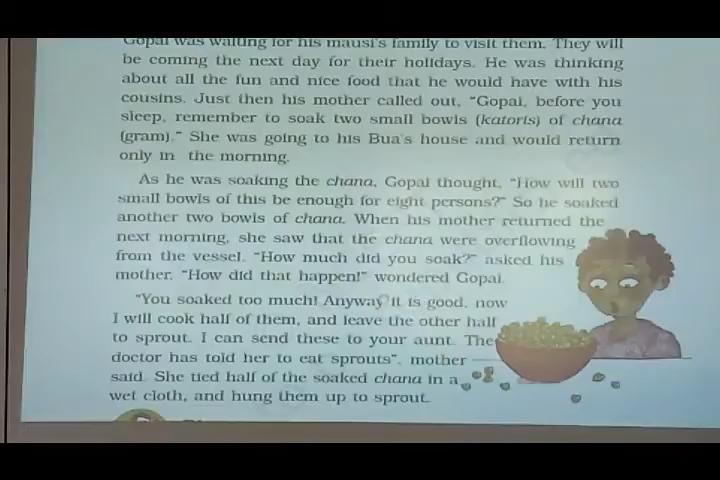 Gopal was waiting for his mausi's family to visit them. They will
be coming the next day for their holidays. He was thinking
about all the fun and nice food that he would have with his
cousins. Just then his mother called out, "Gopal, before you
sleep, remember to soak two small bowls (katoris) of chana
(gram)." She was going to his Bua's house and would return
only in the morning.
As he was soaking the chana, Gopal thought, "How will two
small bowls of this be enough for eight persons?" So he soaked
another two bowls of chana. When his mother returned the
next morning, she saw that the chana were overflowing
from the vessel. "How much did you soak?" asked his
mother. "How did that happen!" wondered Gopal.
"You soaked too much! Anyway it is good, now
I will cook half of them, and leave the other half
to sprout. I can send these to your aunt. The
doctor has told her to eat sprouts", mother
said. She tied half of the soaked chana in a
wet cloth, and hung them up to sprout.